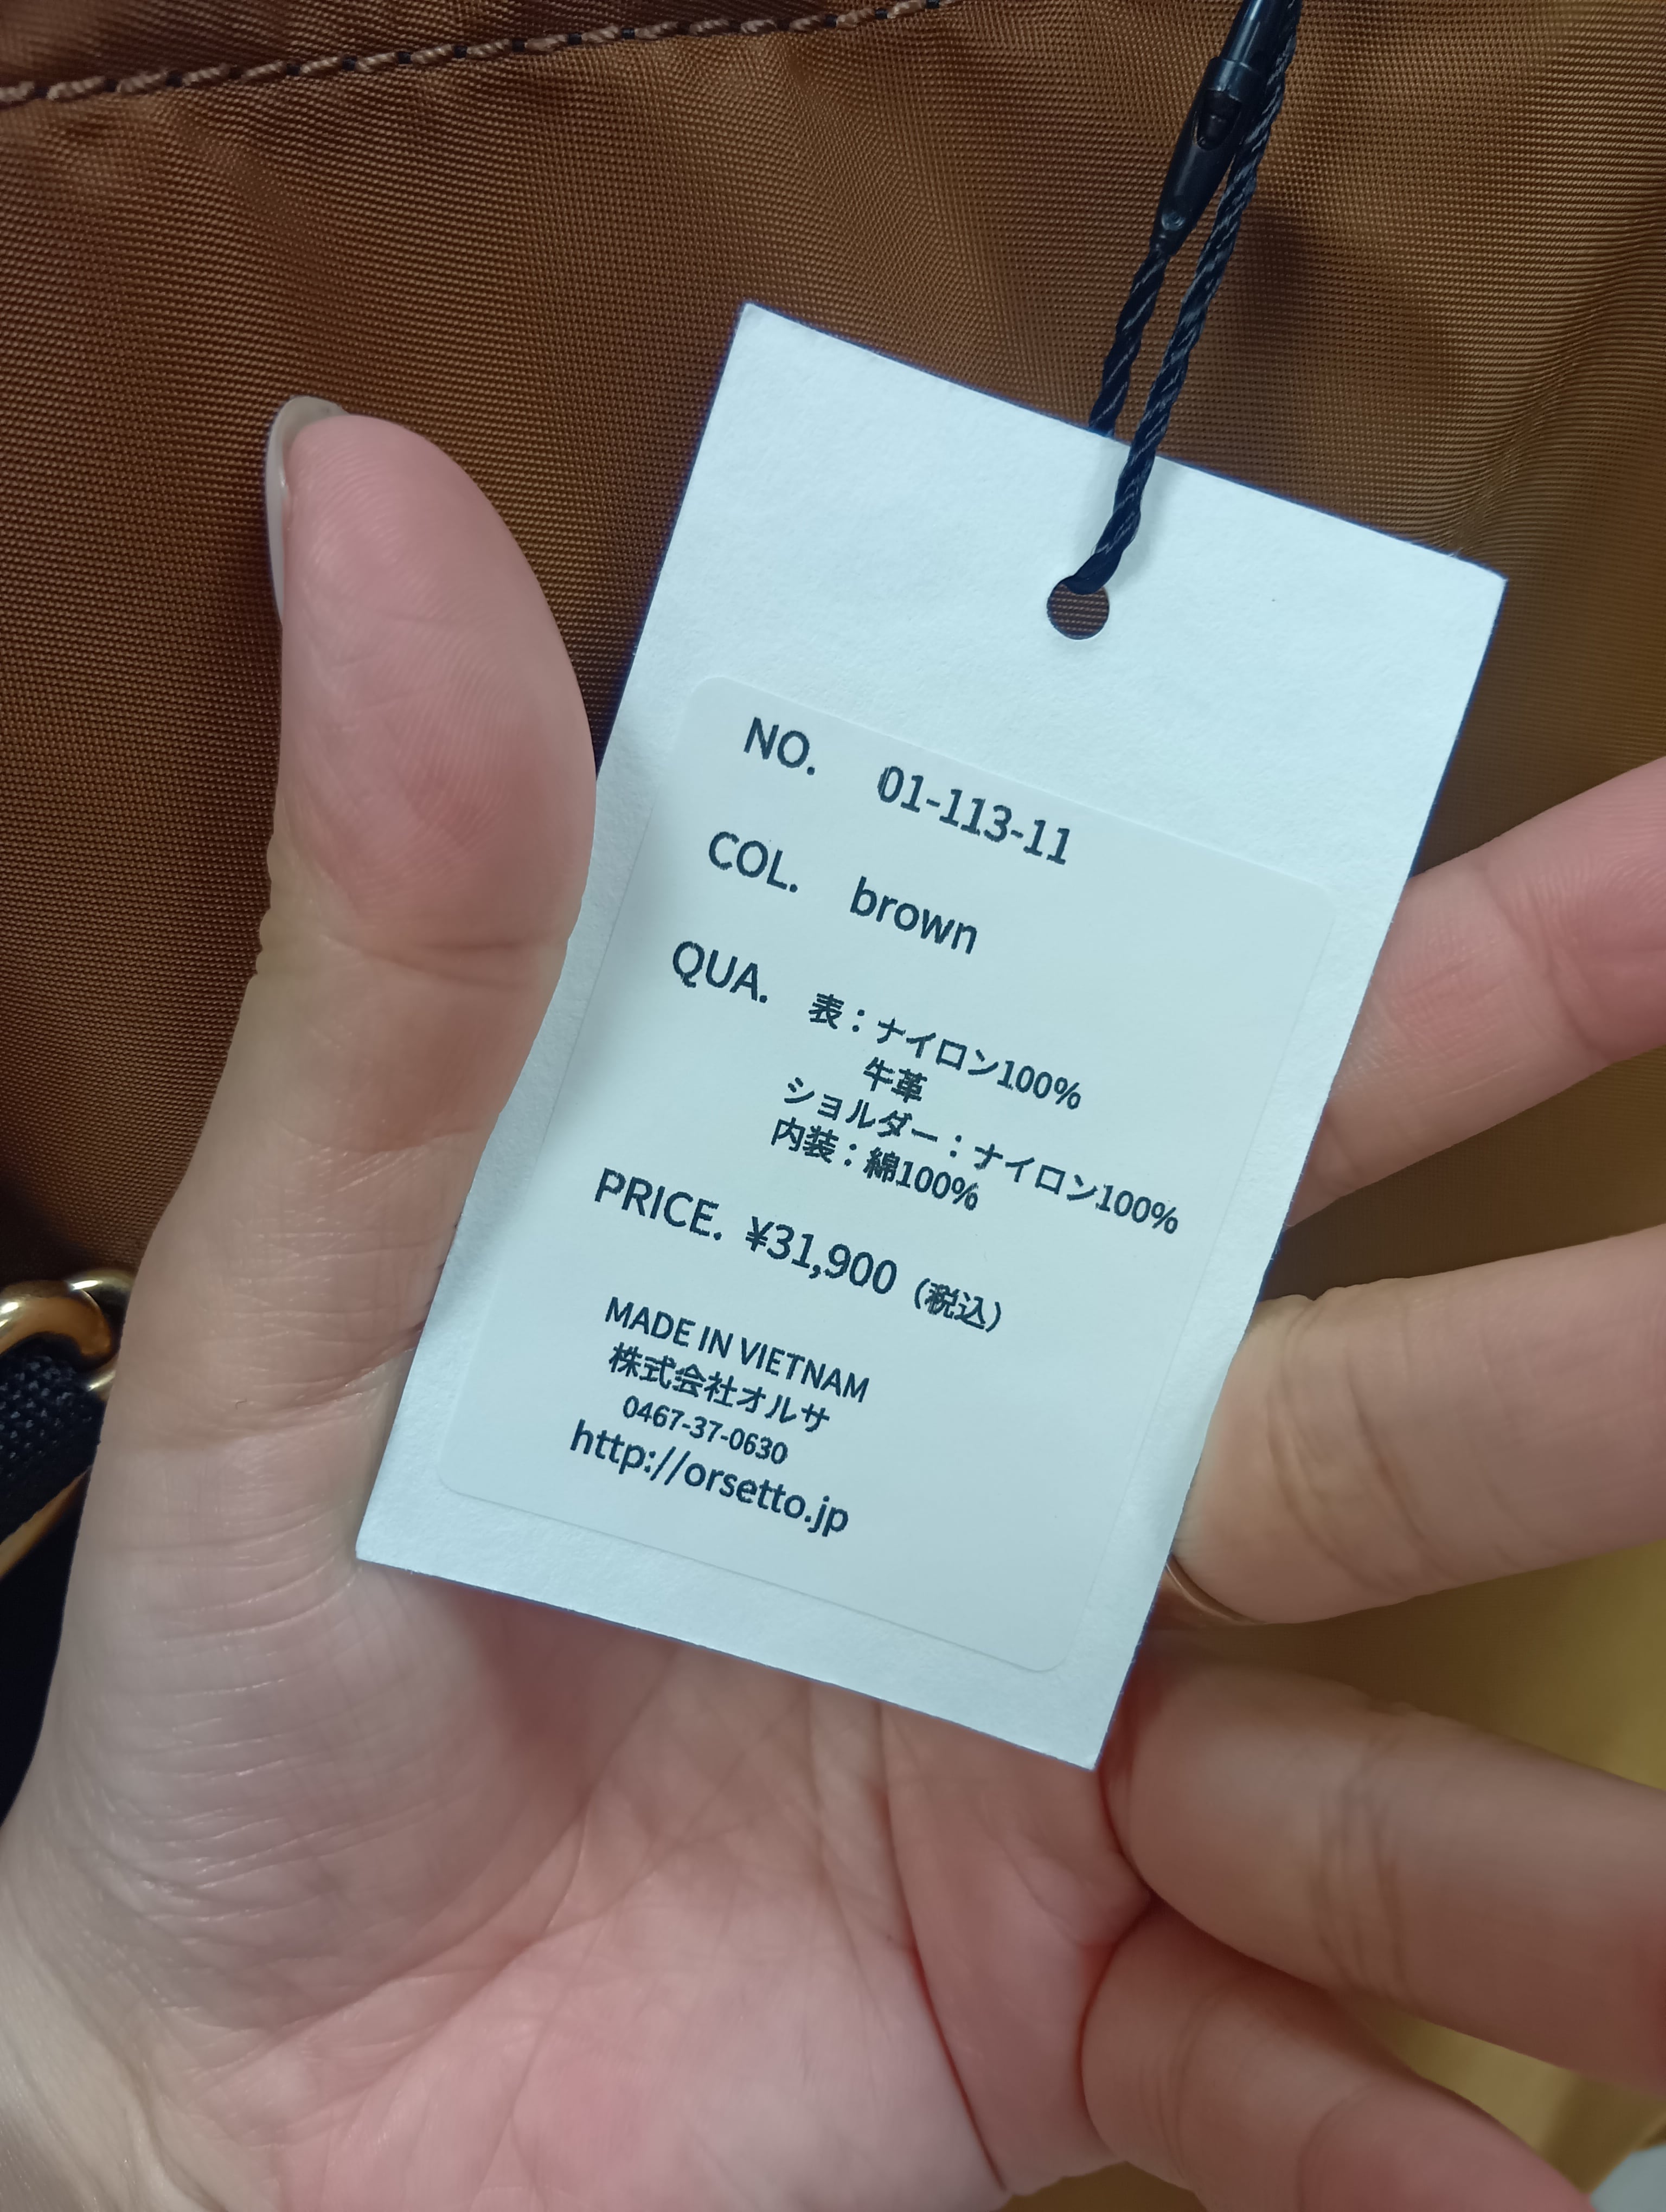 NO. 01-113-11
COL. brown
QUA. 表：ナイロン100%
牛革
ショルダー：ナイロン100%
内装：綿100%
PRICE. ¥31,900（税込）
MADE IN VIETNAM
株式会社オルサ
0467-37-0630
http://orsetto.jp